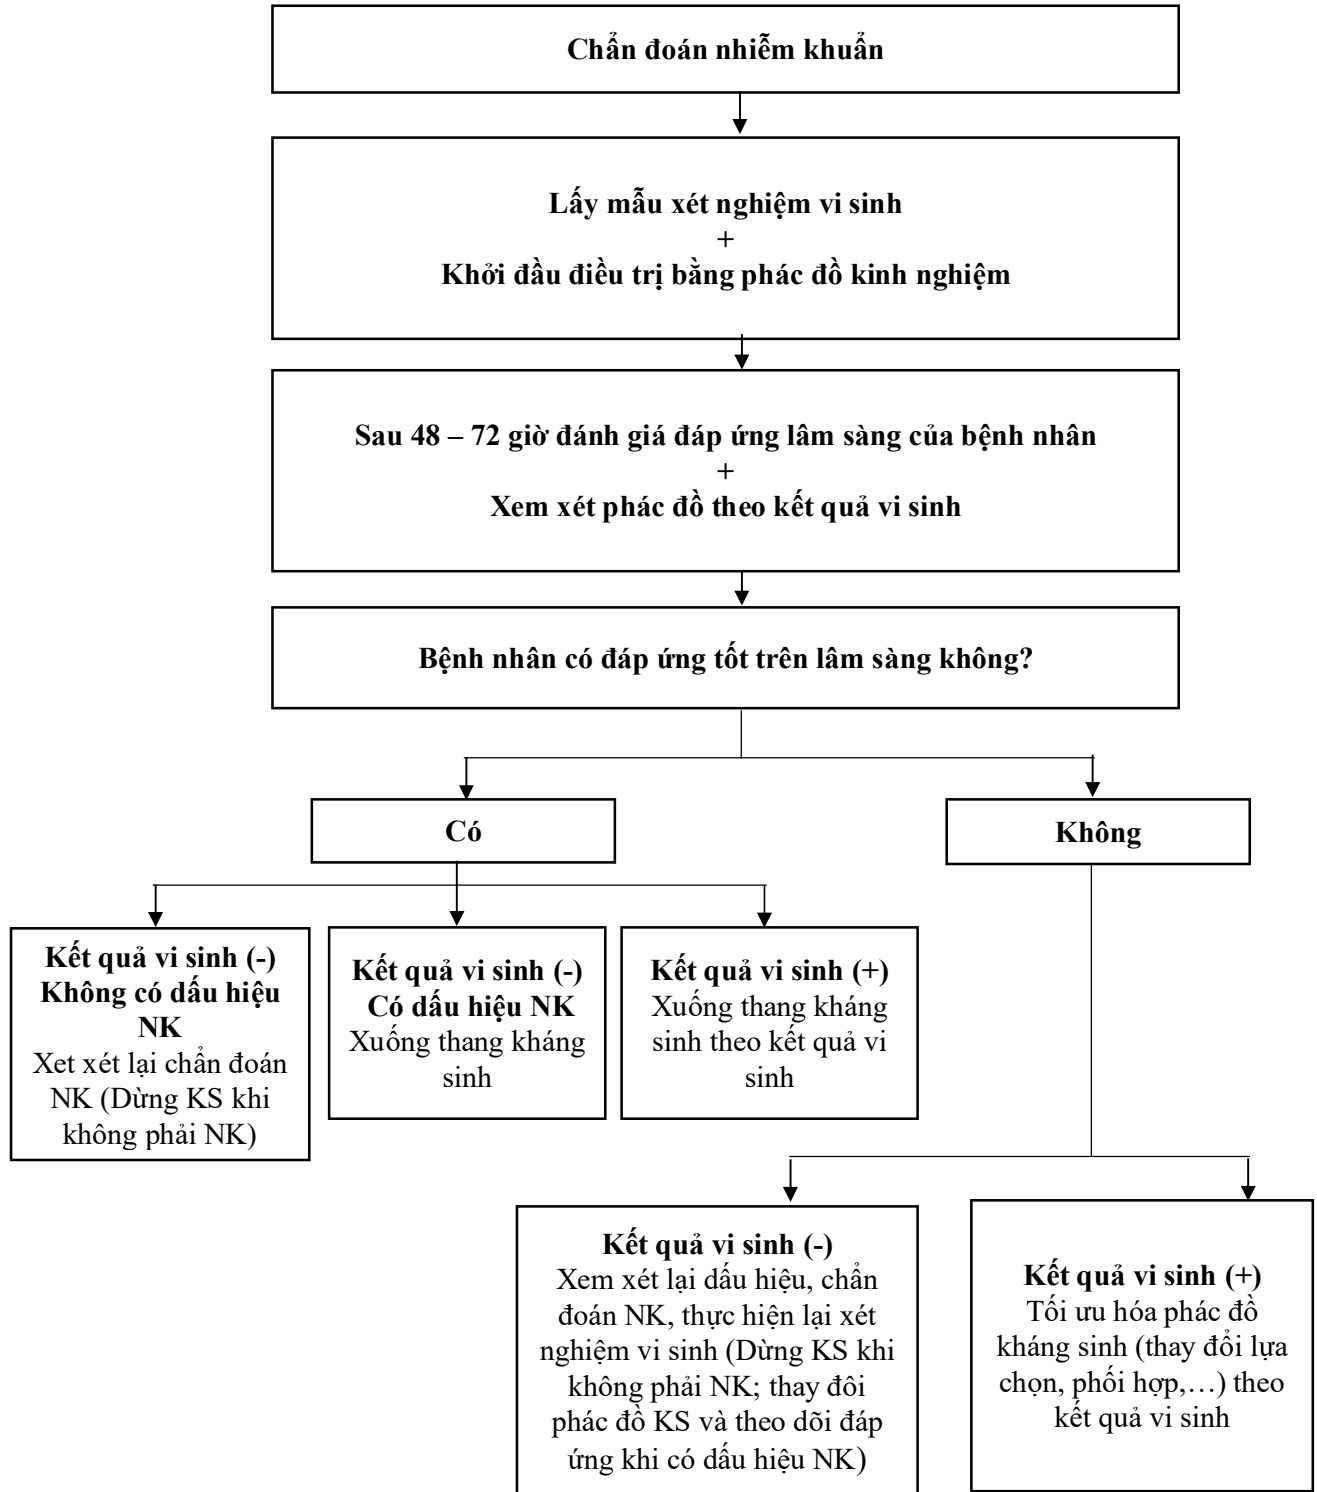 Chẩn đoán nhiễm khuẩn
Lấy mẫu xét nghiệm vi sinh
+
Khởi đầu điều trị bằng phác đồ kinh nghiệm
Sau 48 – 72 giờ đánh giá đáp ứng lâm sàng của bệnh nhân
+
Xem xét phác đồ theo kết quả vi sinh
Bệnh nhân có đáp ứng tốt trên lâm sàng không?
Có
Không
Kết quả vi sinh (-)
Không có dấu hiệu
NK
Xet xét lại chẩn đoán
NK (Dừng KS khi
không phải NK)
Kết quả vi sinh (-)
Có dấu hiệu NK
Xuống thang kháng
sinh
Kết quả vi sinh (+)
Xuống thang kháng
sinh theo kết quả vi
sinh
Kết quả vi sinh (-)
Xem xét lại dấu hiệu, chẩn
đoán NK, thực hiện lại xét
nghiệm vi sinh (Dừng KS khi
không phải NK; thay đôi
phác đồ KS và theo dõi đáp
ứng khi có dấu hiệu NK)
Kết quả vi sinh (+)
Tối ưu hóa phác đồ
kháng sinh (thay đổi lựa
chọn, phối hợp,…) theo
kết quả vi sinh